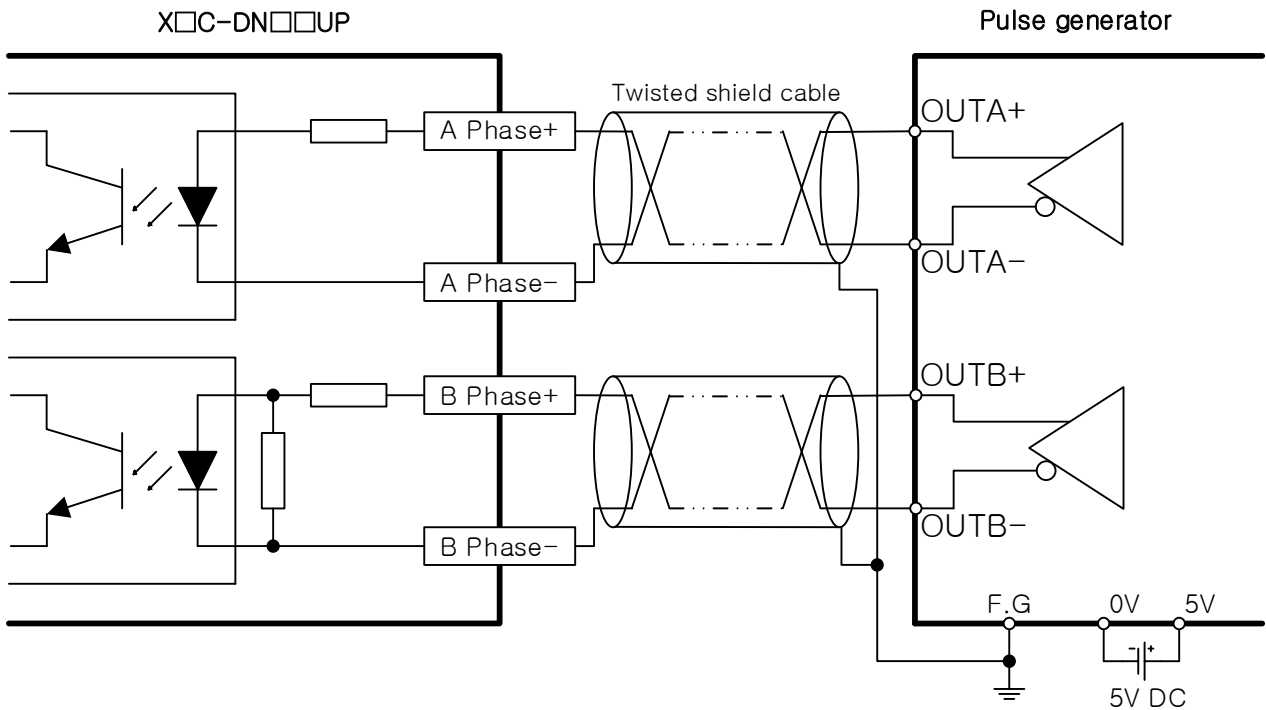 X□C-DN□□UP
Pulse generator
Twisted shield cable
A Phase+
OUTA+
A Phase-
OUTA-
B Phase+
OUTB+
B Phase-
OUTB-
F.G
0V
5V
- +
5V DC